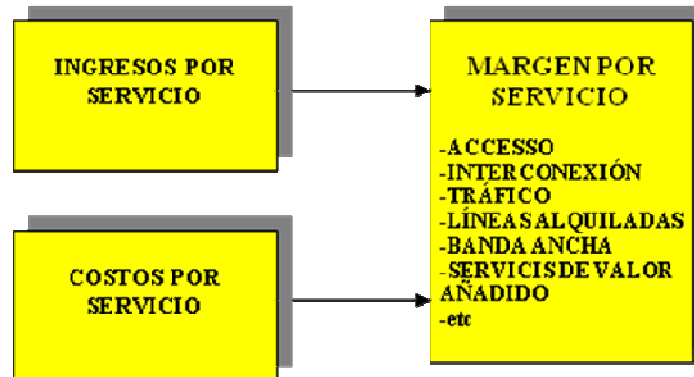 INGRESOS POR
SERVICIO
COSTOS POR
SERVICIO
MARGEN POR
SERVICIO
-ACCESSO
-INTERCONEXIÓN
-TRÁFICO
-LÍNEAS ALQUILADAS
-BANDA ANCHA
-SERVICIS DE VALOR
AÑADIDO
-etc